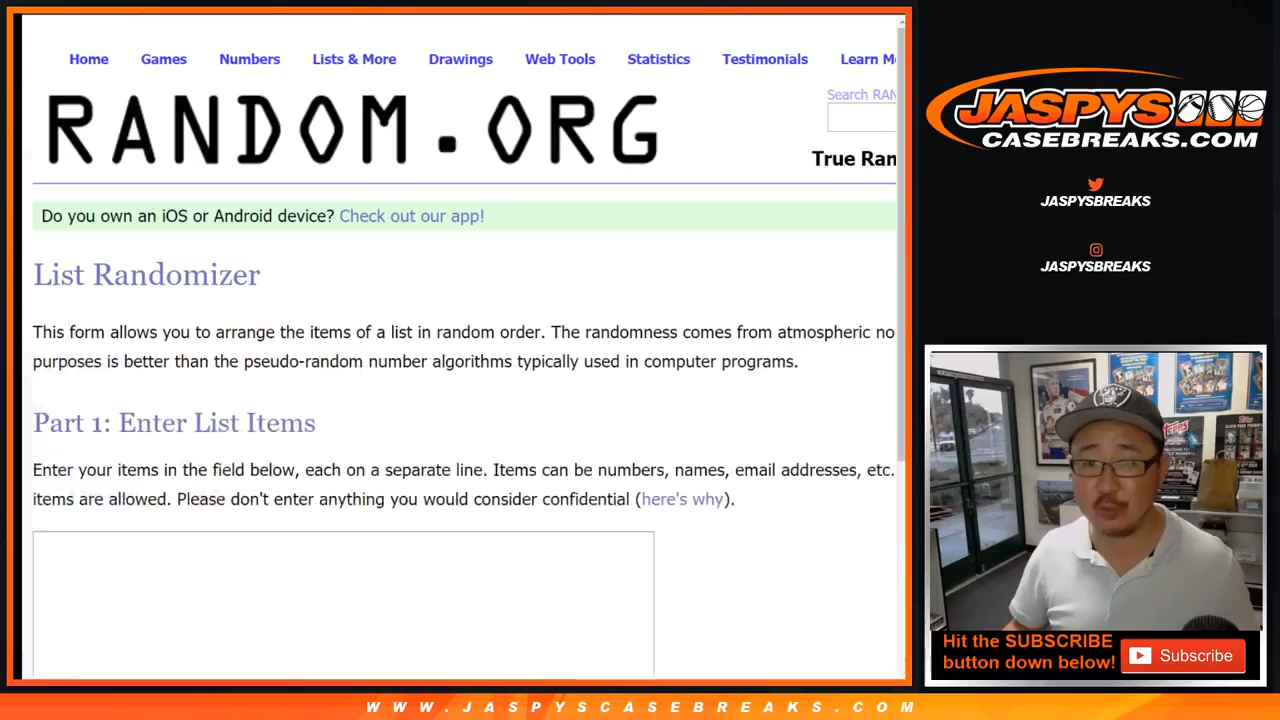 Home Games Numbers Lists & More Drawings Web Tools Statistics Testimonials Learn Mo
RANDOM.ORG
Search RAN
True Ran
Do you own an iOS or Android device? Check out our app!
List Randomizer
This form allows you to arrange the items of a list in random order. The randomness comes from atmospheric no
purposes is better than the pseudo-random number algorithms typically used in computer programs.
Part 1: Enter List Items
Enter your items in the field below, each on a separate line. Items can be numbers, names, email addresses, etc.
items are allowed. Please don't enter anything you would consider confidential (here's why).
JASPYS
CASEBREAKS.COM
JASPYSBREAKS
JASPYSBREAKS
TOPPS
Hit the SUBSCRIBE
button down below!
Subscribe
WWW.JASPYSCASEBREAKS.COM